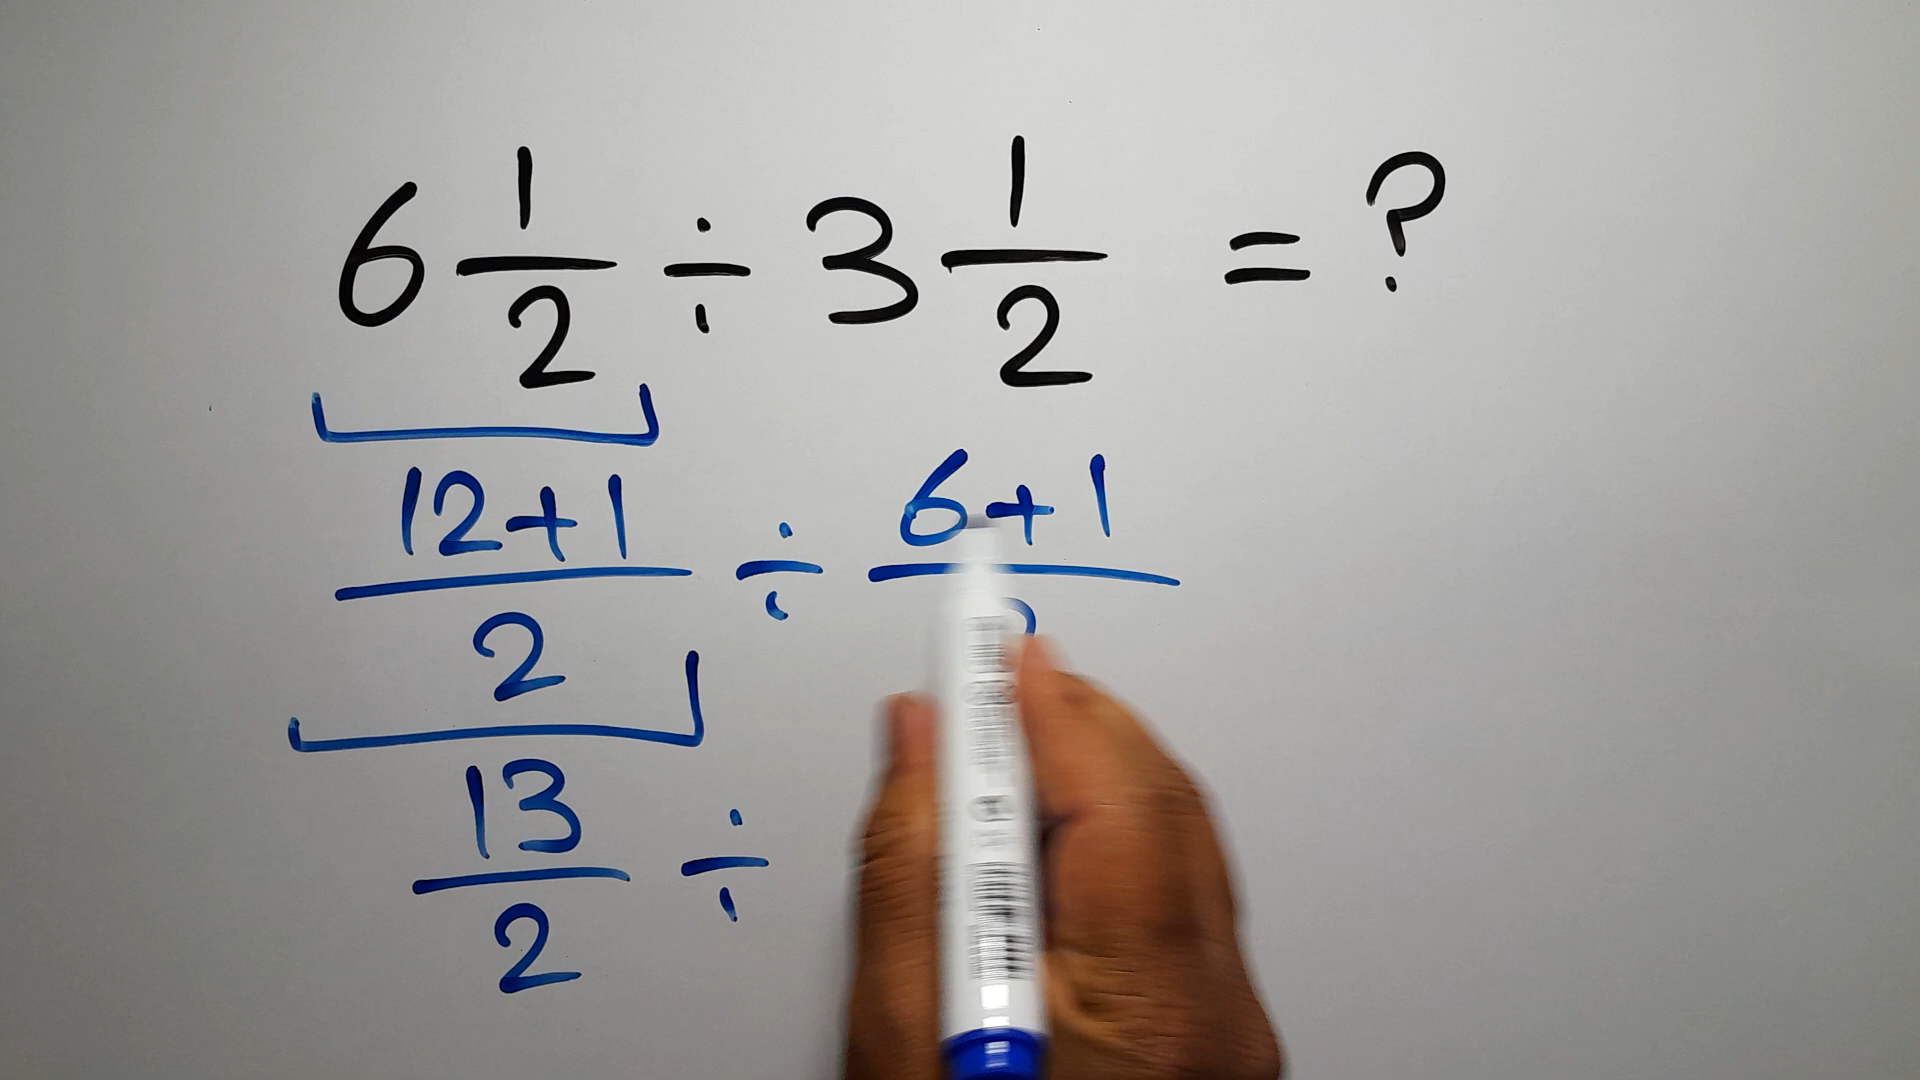 6 1/2 ÷ 3 1/2 = ?
12+1/2 ÷ 6+1/
13/2 ÷